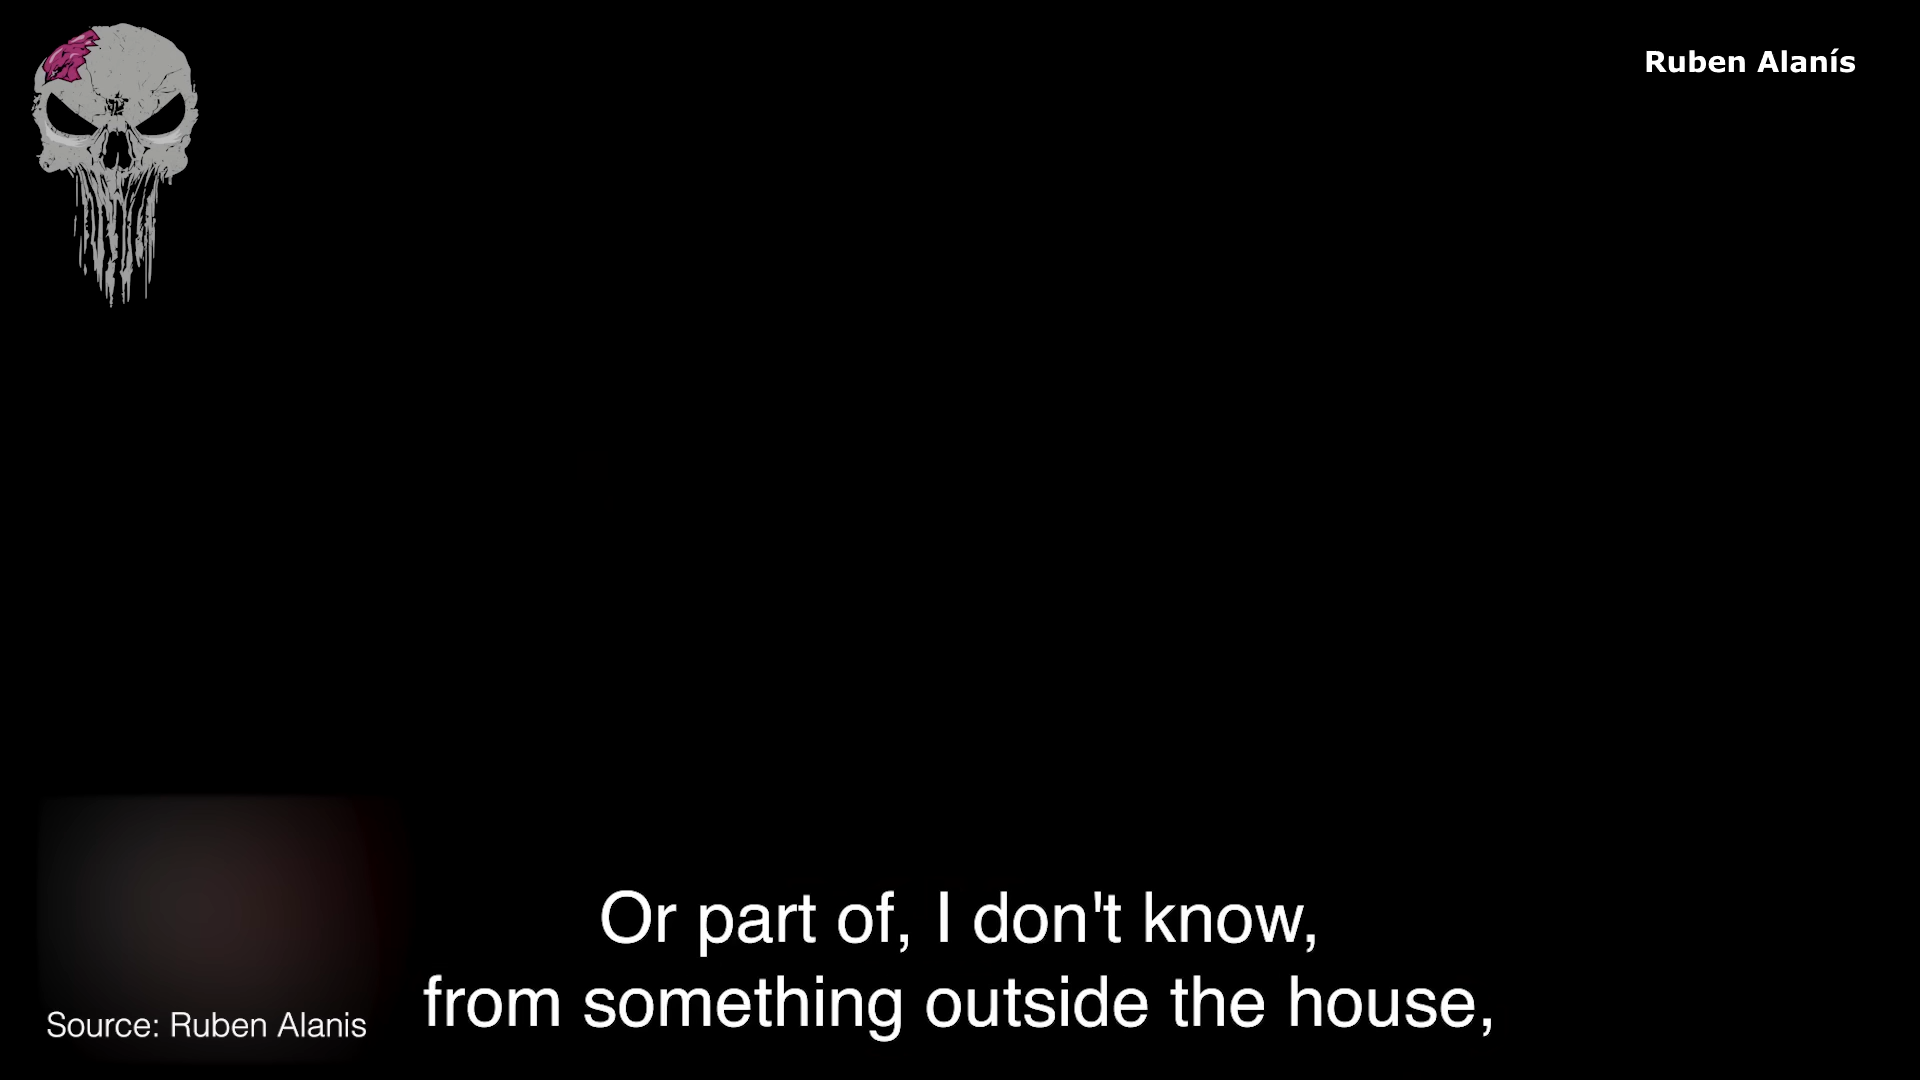 Ruben Alanís
Or part of, I don't know,
from something outside the house,
Source: Ruben Alanis